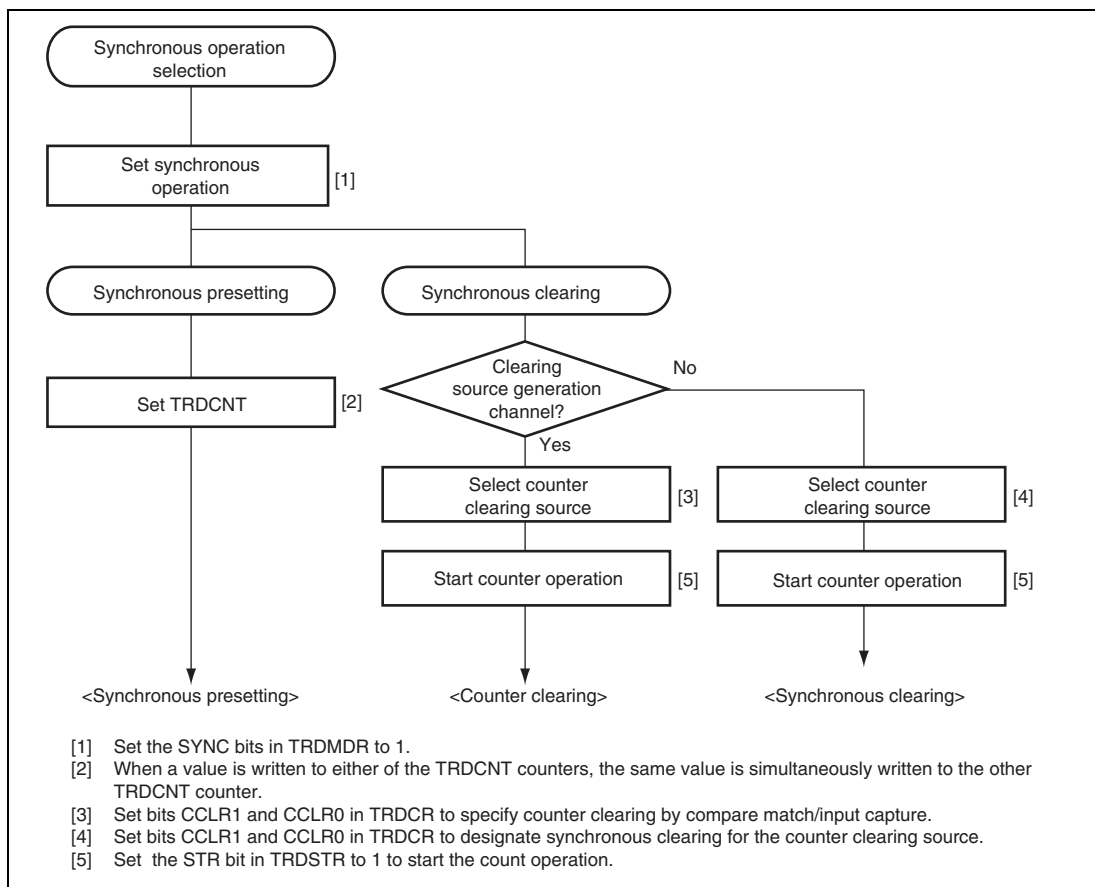 Synchronous operation
selection
Set synchronous
operation
[1]
Synchronous presetting
Synchronous clearing
Clearing
source generation
channel?
No
Yes
Set TRDCNT
[2]
Select counter
clearing source
[3]
Select counter
clearing source
[4]
Start counter operation
[5]
Start counter operation
[5]
<Synchronous presetting>
<Counter clearing>
<Synchronous clearing>
[1] Set the SYNC bits in TRDMDR to 1.
[2] When a value is written to either of the TRDCNT counters, the same value is simultaneously written to the other
TRDCNT counter.
[3] Set bits CCLR1 and CCLR0 in TRDCR to specify counter clearing by compare match/input capture.
[4] Set bits CCLR1 and CCLR0 in TRDCR to designate synchronous clearing for the counter clearing source.
[5] Set the STR bit in TRDSTR to 1 to start the count operation.